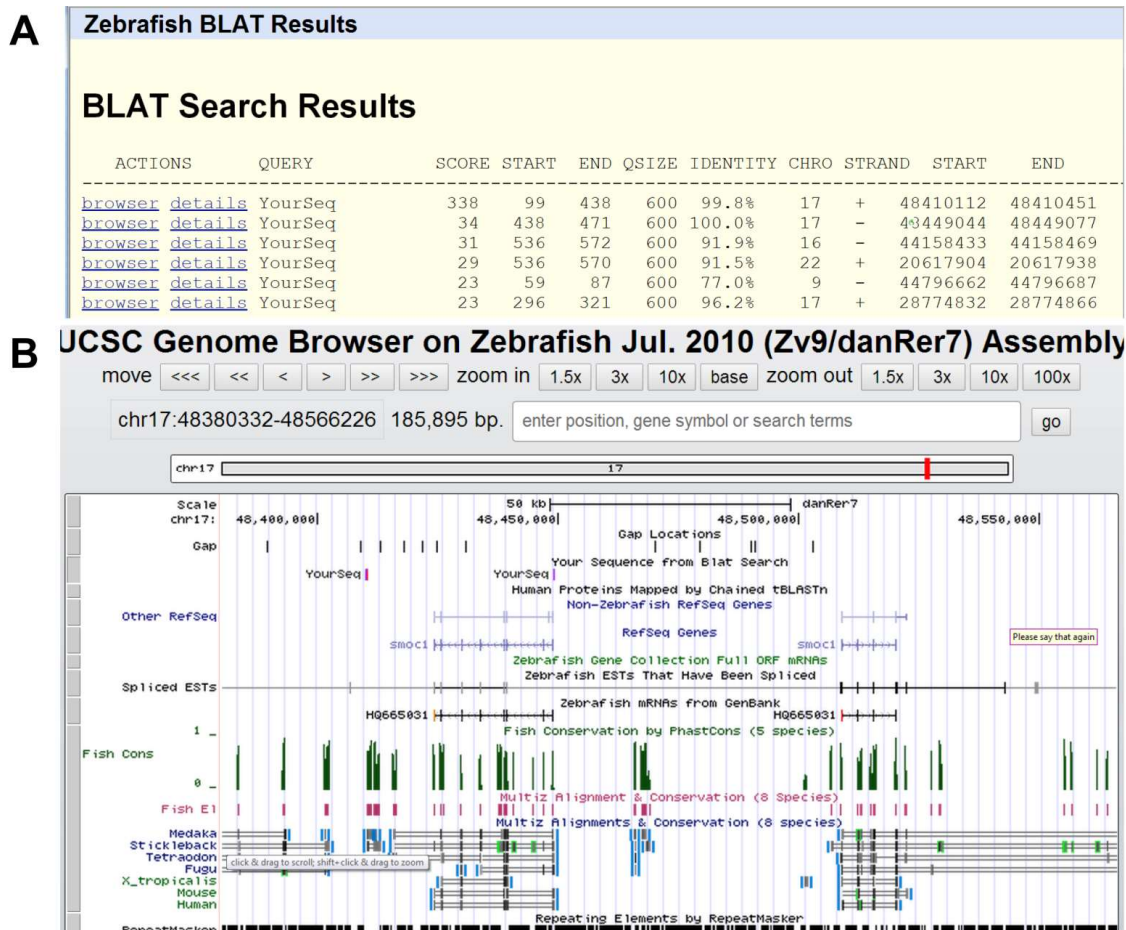 A
Zebrafish BLAT Results
BLAT Search Results
ACTIONS QUERY SCORE START END QSIZE IDENTITY CHRO STRAND START END
browser details YourSeq 338 99 438 600 99.8% 17 + 48410112 48410451
browser details YourSeq 34 438 471 600 100.0% 17 - 48449044 48449077
browser details YourSeq 31 536 572 600 91.9% 16 - 44158433 44158469
browser details YourSeq 29 536 570 600 91.5% 22 + 20617904 20617938
browser details YourSeq 23 59 87 600 77.0% 9 - 44796662 44796687
browser details YourSeq 23 296 321 600 96.2% 17 + 28774832 28774866
B
UCSC Genome Browser on Zebrafish Jul. 2010 (Zv9/danRer7) Assembly
move <<< << < > >> >>> zoom in 1.5x 3x 10x base zoom out 1.5x 3x 10x 100x
chr17:48380332-48566226 185,895 bp. enter position, gene symbol or search terms go
chr17 17
Scale 50 kb danRer7
chr17: 48,400,000| 48,450,000| 48,500,000| 48,550,000|
Gap Locations
Gap
Your Sequence from Blat Search
YourSeq YourSeq
Human Proteins Mapped by Chained tBLASTn
Non-Zebrafish RefSeq Genes
Other RefSeq
RefSeq Genes
Please say that again
smoc1 smoc1
Zebrafish Gene Collection Full ORF mRNAs
Zebrafish ESTs That Have Been Spliced
Spliced ESTs
Zebrafish mRNAs from GenBank
HQ665031 HQ665031
Fish Conservation by PhastCons (5 species)
1 _
Fish Cons
0 _
Multiz Alignment & Conservation (8 Species)
Fish El
Multiz Alignments & Conservation (8 species)
Medaka
Stickleback
Tetraodon
click & drag to scroll; shift+click & drag to zoom
Fugu
X_tropicalis
Mouse
Human
Repeating Elements by RepeatMasker
RepeatMasker